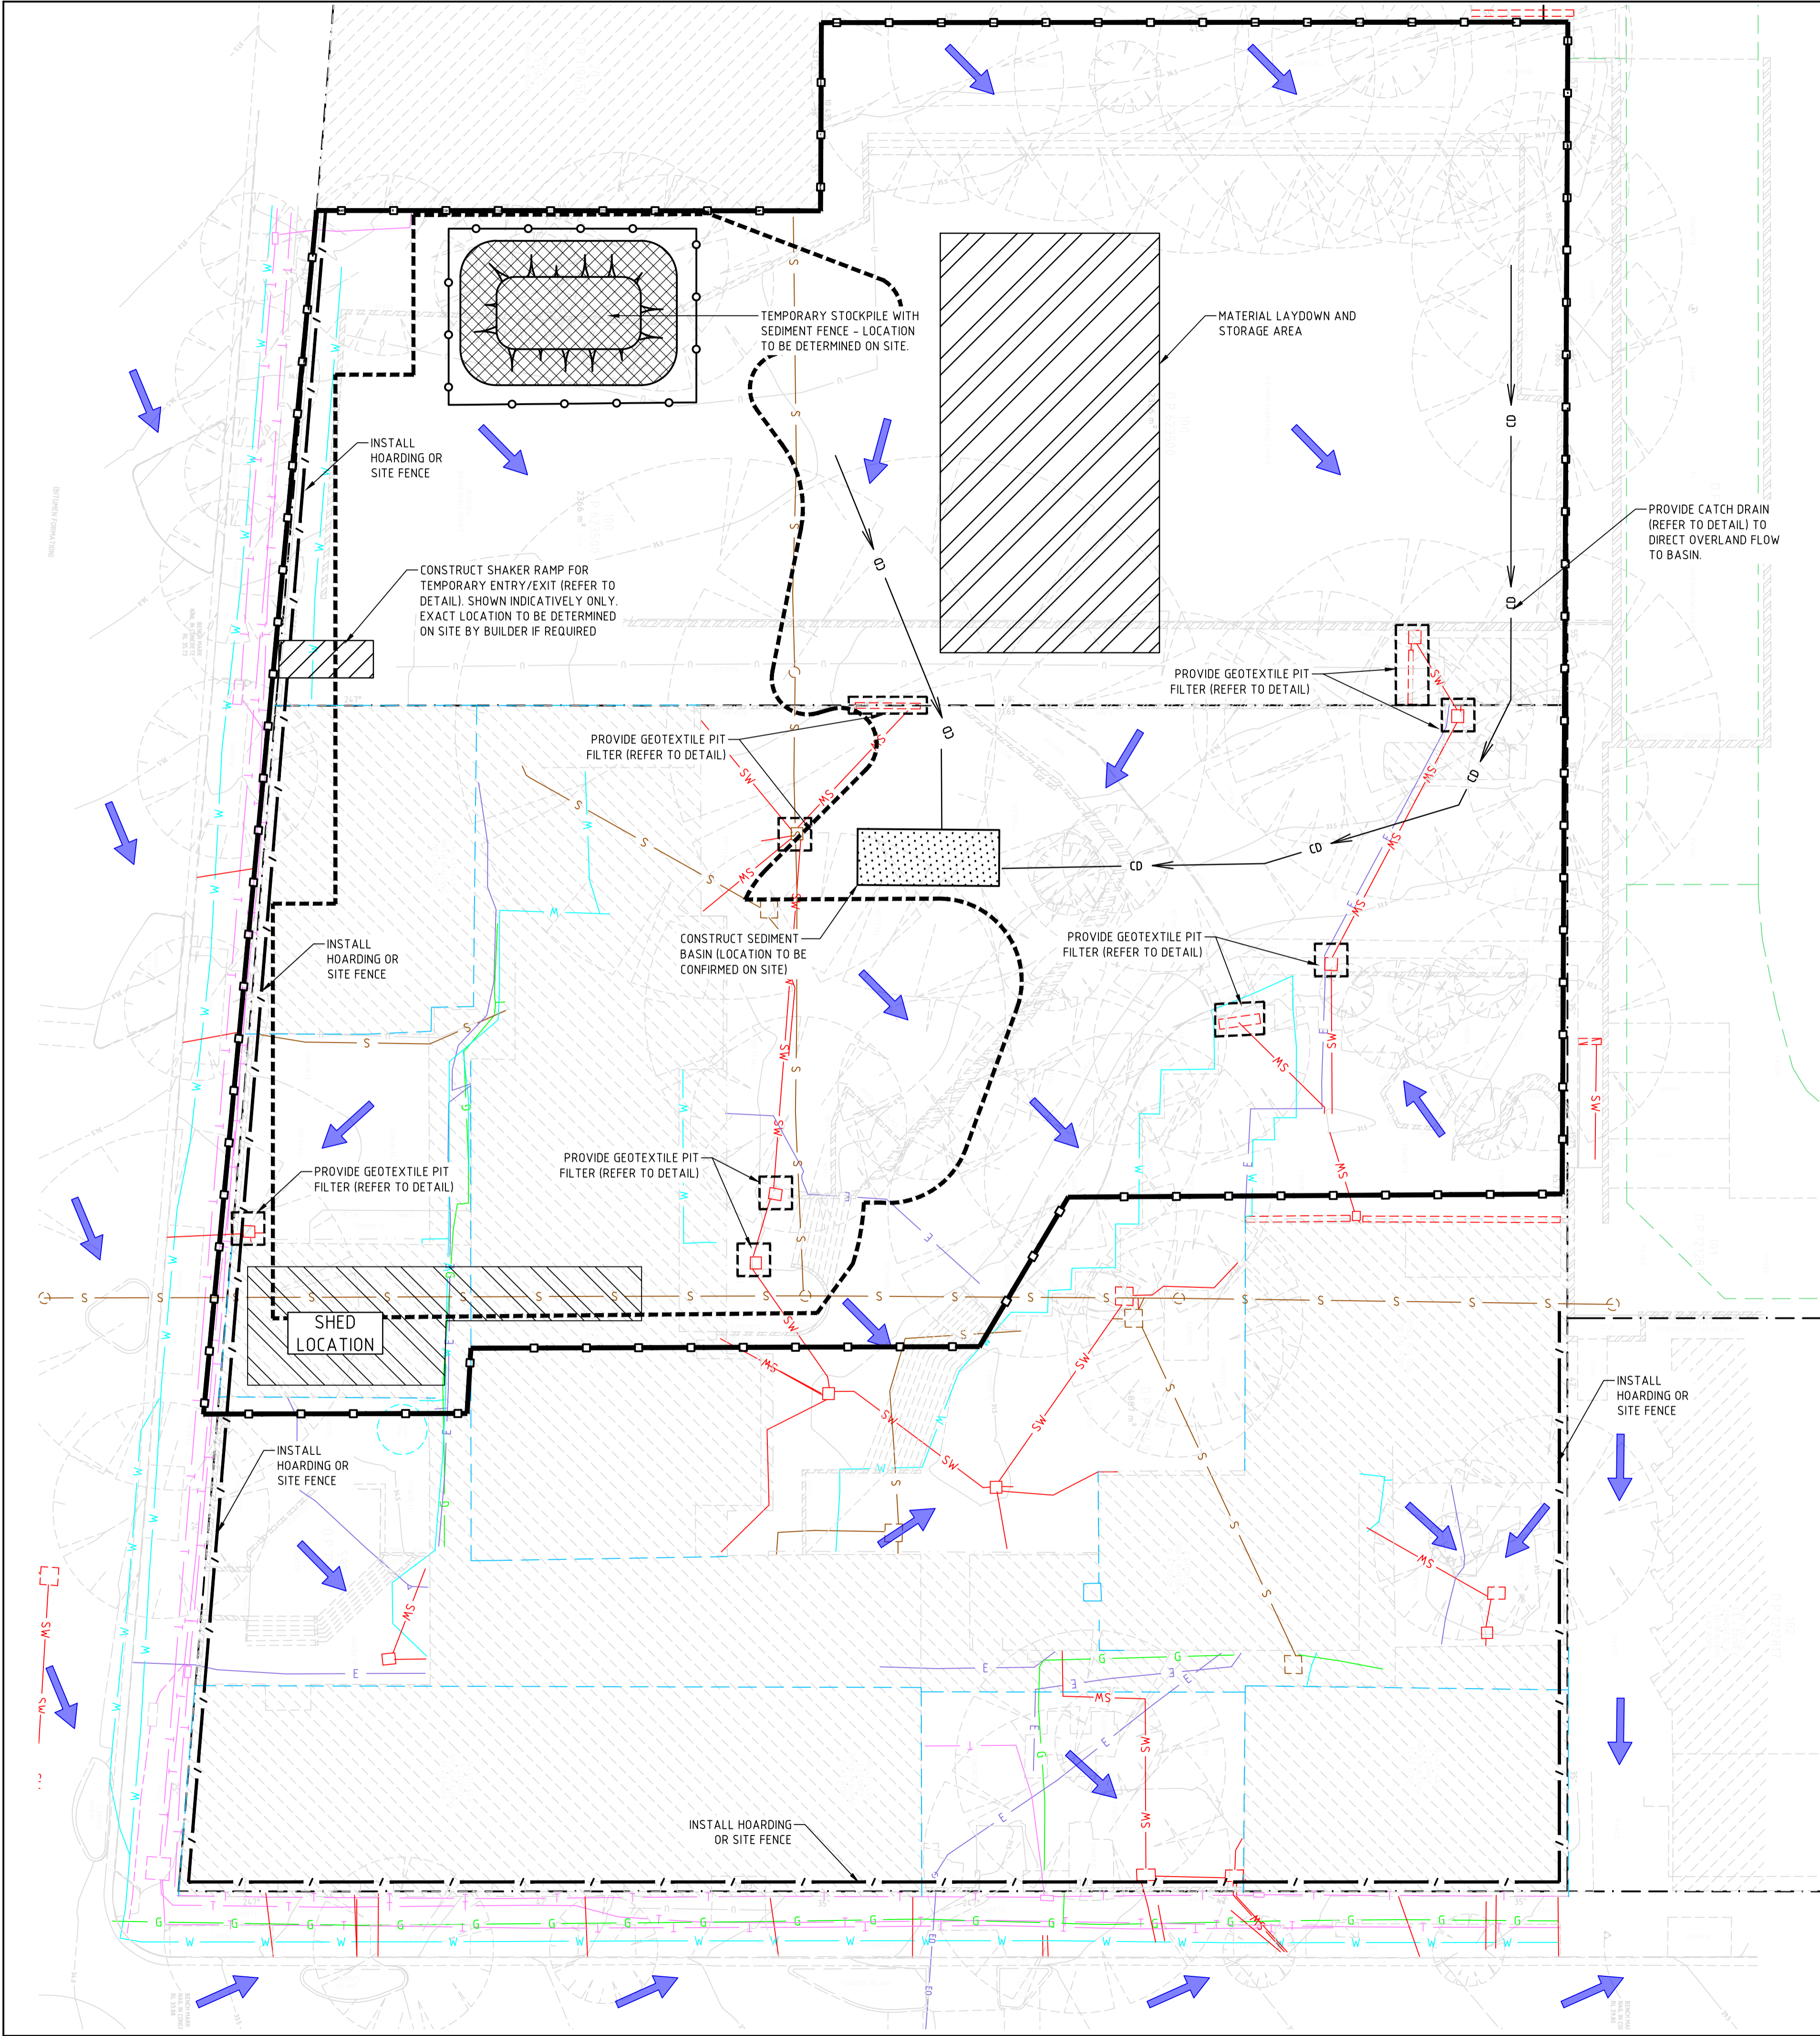 TEMPORARY STOCKPILE WITH
SEDIMENT FENCE - LOCATION
TO BE DETERMINED ON SITE.
MATERIAL LAYDOWN AND
STORAGE AREA
INSTALL
HOARDING OR
SITE FENCE
PROVIDE CATCH DRAIN
(REFER TO DETAIL) TO
DIRECT OVERLAND FLOW
TO BASIN.
CONSTRUCT SHAKER RAMP FOR
TEMPORARY ENTRY/EXIT (REFER TO
DETAIL). SHOWN INDICATIVELY ONLY.
EXACT LOCATION TO BE DETERMINED
ON SITE BY BUILDER IF REQUIRED
PROVIDE GEOTEXTILE PIT
FILTER (REFER TO DETAIL)
PROVIDE GEOTEXTILE PIT
FILTER (REFER TO DETAIL)
CONSTRUCT SEDIMENT
BASIN (LOCATION TO BE
CONFIRMED ON SITE)
PROVIDE GEOTEXTILE PIT
FILTER (REFER TO DETAIL)
INSTALL
HOARDING OR
SITE FENCE
PROVIDE GEOTEXTILE PIT
FILTER (REFER TO DETAIL)
PROVIDE GEOTEXTILE PIT
FILTER (REFER TO DETAIL)
SHED
LOCATION
INSTALL
HOARDING OR
SITE FENCE
INSTALL
HOARDING OR
SITE FENCE
INSTALL HOARDING
OR SITE FENCE
CD
CD
CD
CD
CD
CD
CD